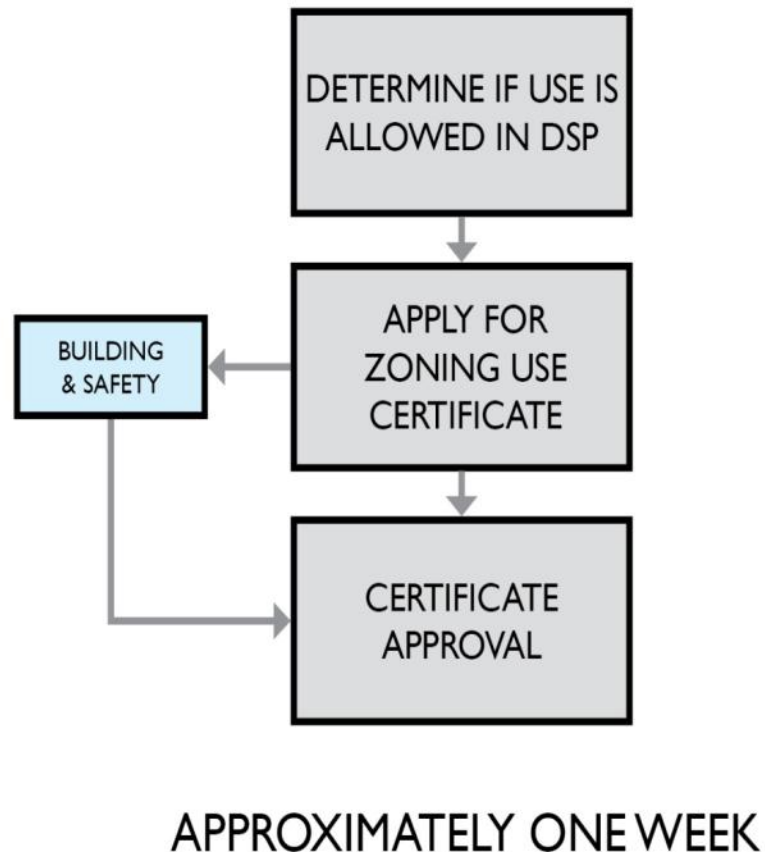 DETERMINE IF USE IS
ALLOWED IN DSP
APPLY FOR
ZONING USE
CERTIFICATE
BUILDING
& SAFETY
CERTIFICATE
APPROVAL
APPROXIMATELY ONE WEEK